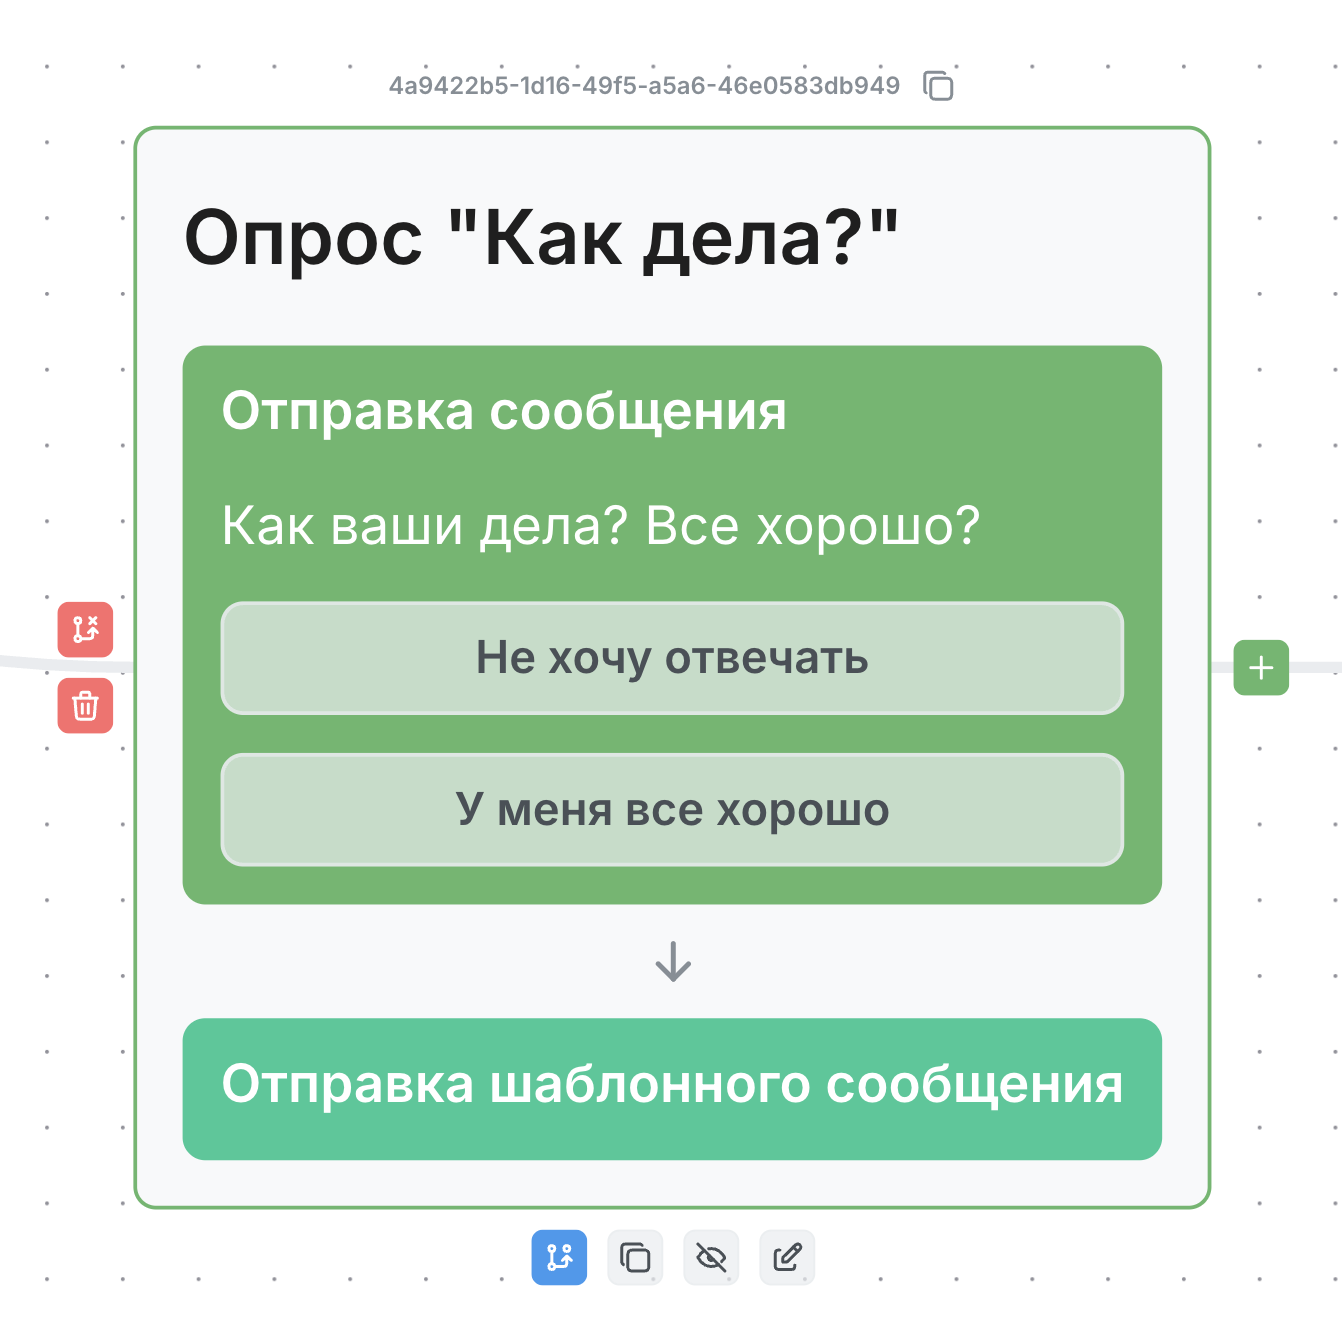 4a9422b5-1d16-49f5-a5a6-46e0583db949
Опрос "Как дела?"
Отправка сообщения
Как ваши дела? Все хорошо?
Не хочу отвечать
У меня все хорошо
Отправка шаблонного сообщения